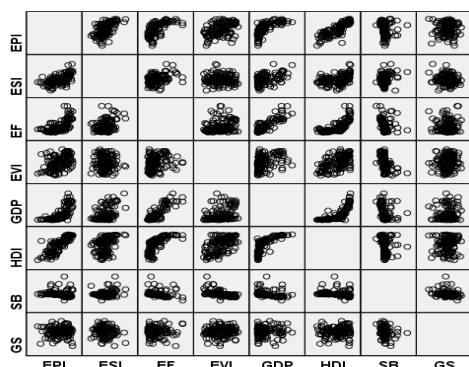 EPI
ESI
EF
EVI
GDP
HDI
SB
GS
EPI ESI EF EVI GDP HDI SB GS